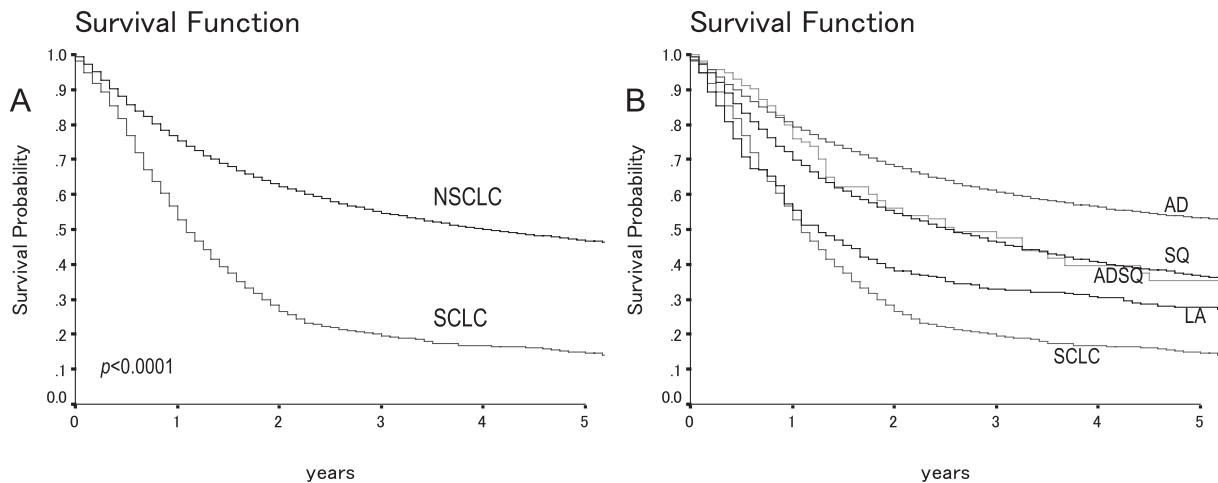 Survival Function
A
Survival Probability
1.0
.9
.8
.7
.6
.5
.4
.3
.2
.1
0.0
NSCLC
SCLC
p<0.0001
0 1 2 3 4 5
years
Survival Function
B
Survival Probability
1.0
.9
.8
.7
.6
.5
.4
.3
.2
.1
0.0
AD
SQ
ADSQ
LA
SCLC
0 1 2 3 4 5
years